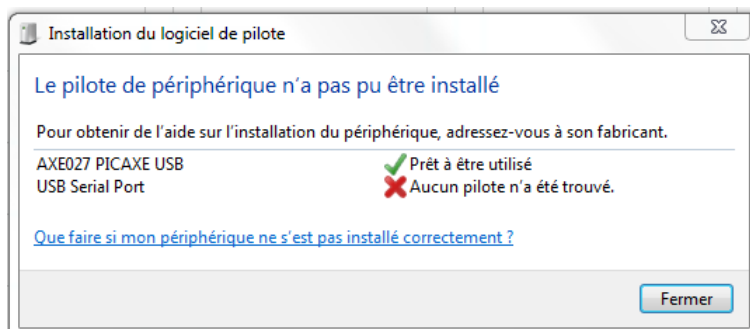 Installation du logiciel de pilote
Le pilote de périphérique n'a pas pu être installé
Pour obtenir de l'aide sur l'installation du périphérique, adressez-vous à son fabricant.
AXE027 PICAXE USB Prêt à être utilisé
USB Serial Port Aucun pilote n'a été trouvé.
Que faire si mon périphérique ne s'est pas installé correctement ?
Fermer